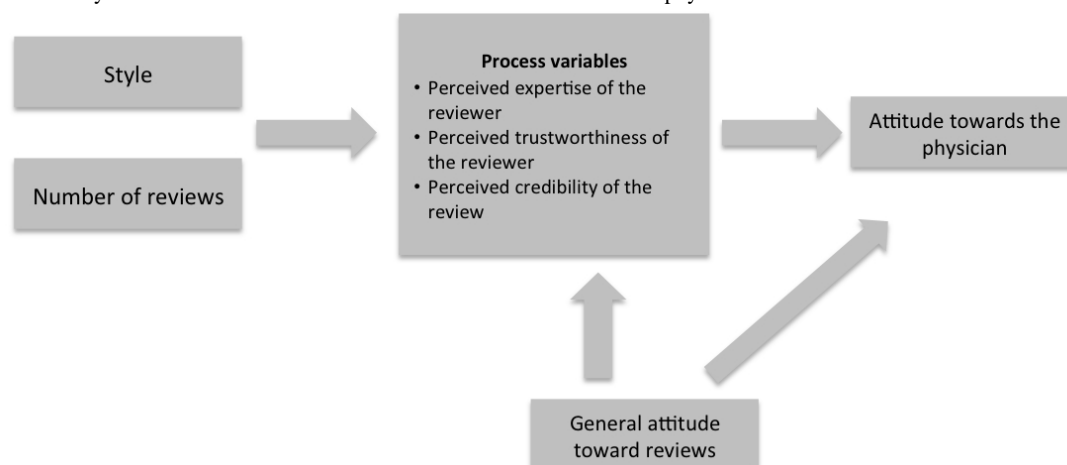 Style
Number of reviews
Process variables
• Perceived expertise of the
reviewer
• Perceived trustworthiness of
the reviewer
• Perceived credibility of the
review
Attitude towards the
physician
General attitude
toward reviews